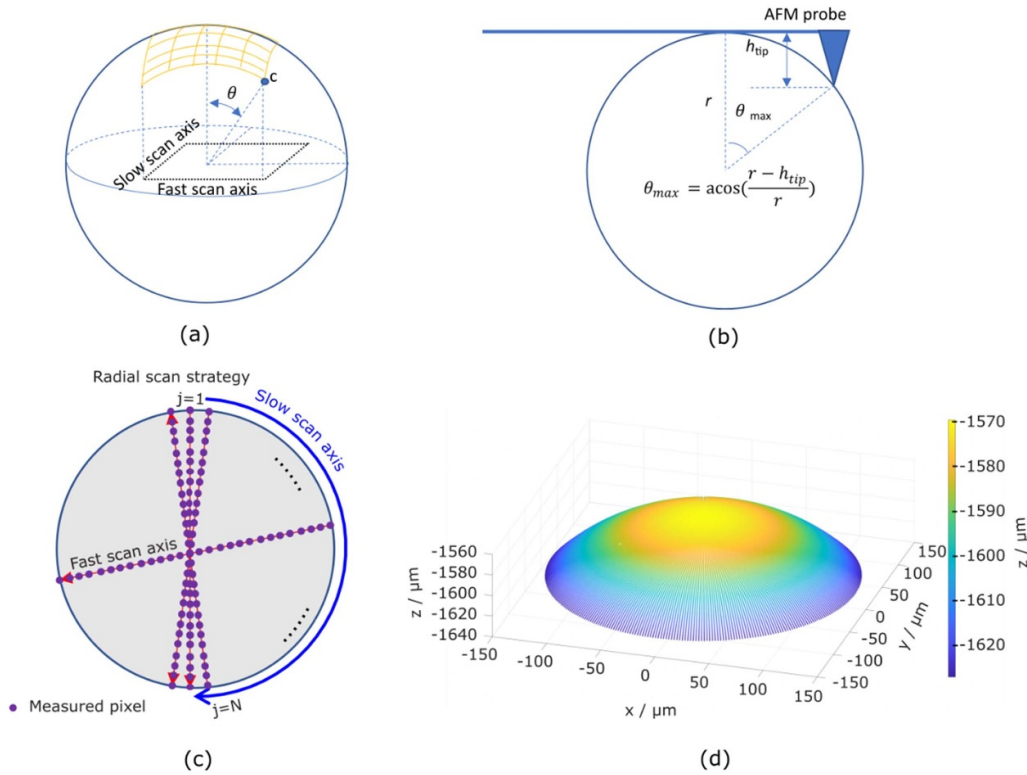 c
θ
Slow scan axis
Fast scan axis
(a)
AFM probe
h_tip
r
θ max
θ_max = acos((r − h_tip)/r)
(b)
Radial scan strategy
j=1
Slow scan axis
Fast scan axis
j=N
Measured pixel
(c)
-1560
-1580
-1600
-1620
-1640
z / µm
-150
-100
-50
0
50
100
150
x / µm
150
100
50
0
-50
-100
-150
y / µm
-1570
-1580
-1590
-1600
-1610
-1620
z / µm
(d)